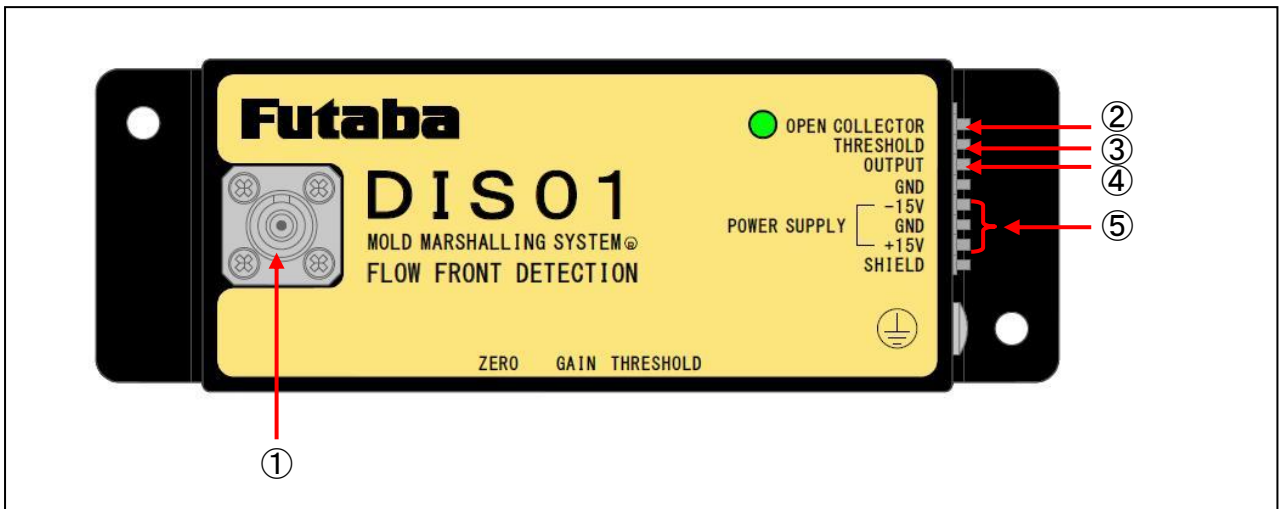 Futaba
DIS01
MOLD MARSHALLING SYSTEM®
FLOW FRONT DETECTION
OPEN COLLECTOR
THRESHOLD
OUTPUT
GND
POWER SUPPLY
-15V
GND
+15V
SHIELD
ZERO GAIN THRESHOLD
①
②
③
④
⑤